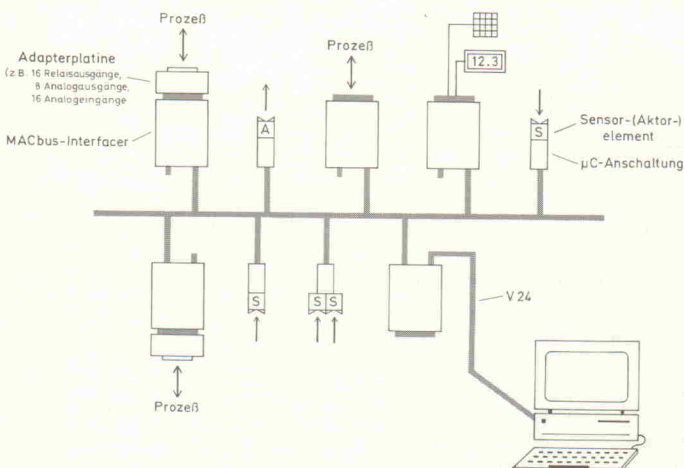 Prozeß
Adapterplatine
(z.B. 16 Relaisausgänge,
8 Analogausgänge,
16 Analogeingänge
MACbus-Interfacer
A
Prozeß
12.3
S
Sensor-(Aktor-)
element
µC-Anschaltung
S
S S
V24
Prozeß